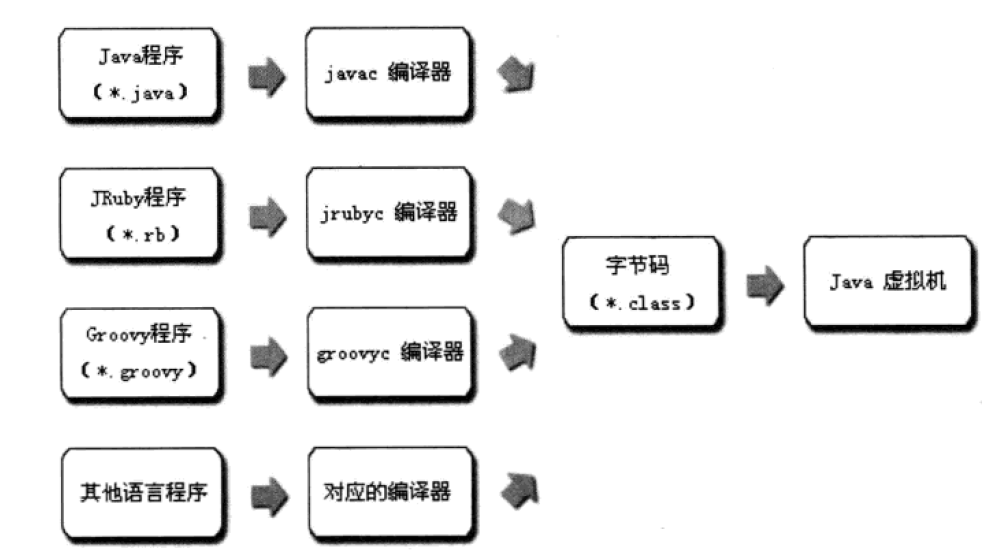 Java程序
（*.java）
javac 编译器
JRuby程序
（*.rb）
jrubyc 编译器
字节码
（*.class）
Java 虚拟机
Groovy程序
（*.groovy）
groovyc 编译器
其他语言程序
对应的编译器